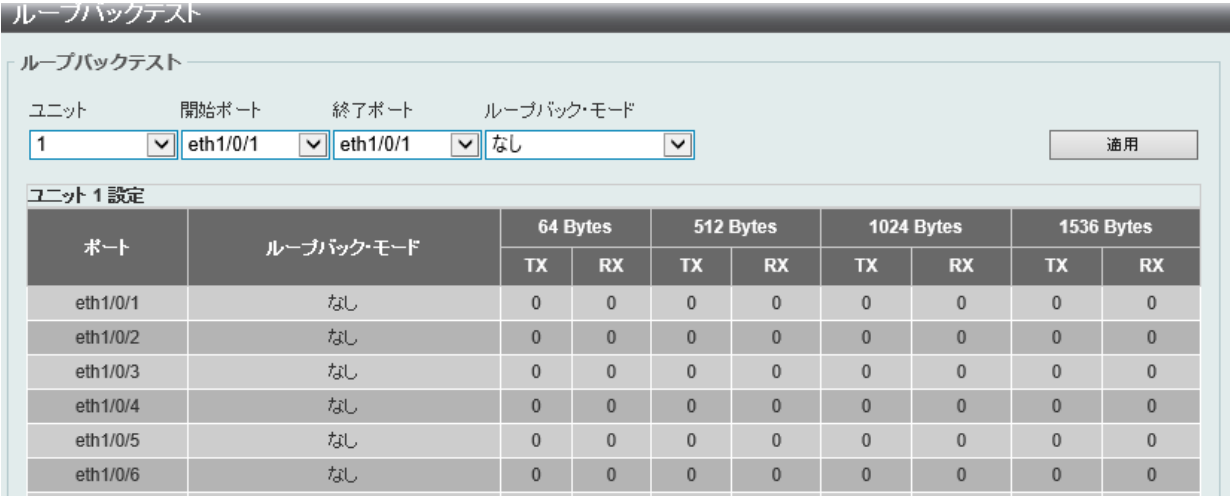 ループバックテスト
ループバックテスト
ユニット 開始ポート 終了ポート ループバック・モード
1 eth1/0/1 eth1/0/1 なし 適用
ユニット 1 設定
ポート ループバック・モード 64 Bytes 512 Bytes 1024 Bytes 1536 Bytes
TX RX TX RX TX RX TX RX
eth1/0/1 なし 0 0 0 0 0 0 0 0
eth1/0/2 なし 0 0 0 0 0 0 0 0
eth1/0/3 なし 0 0 0 0 0 0 0 0
eth1/0/4 なし 0 0 0 0 0 0 0 0
eth1/0/5 なし 0 0 0 0 0 0 0 0
eth1/0/6 なし 0 0 0 0 0 0 0 0